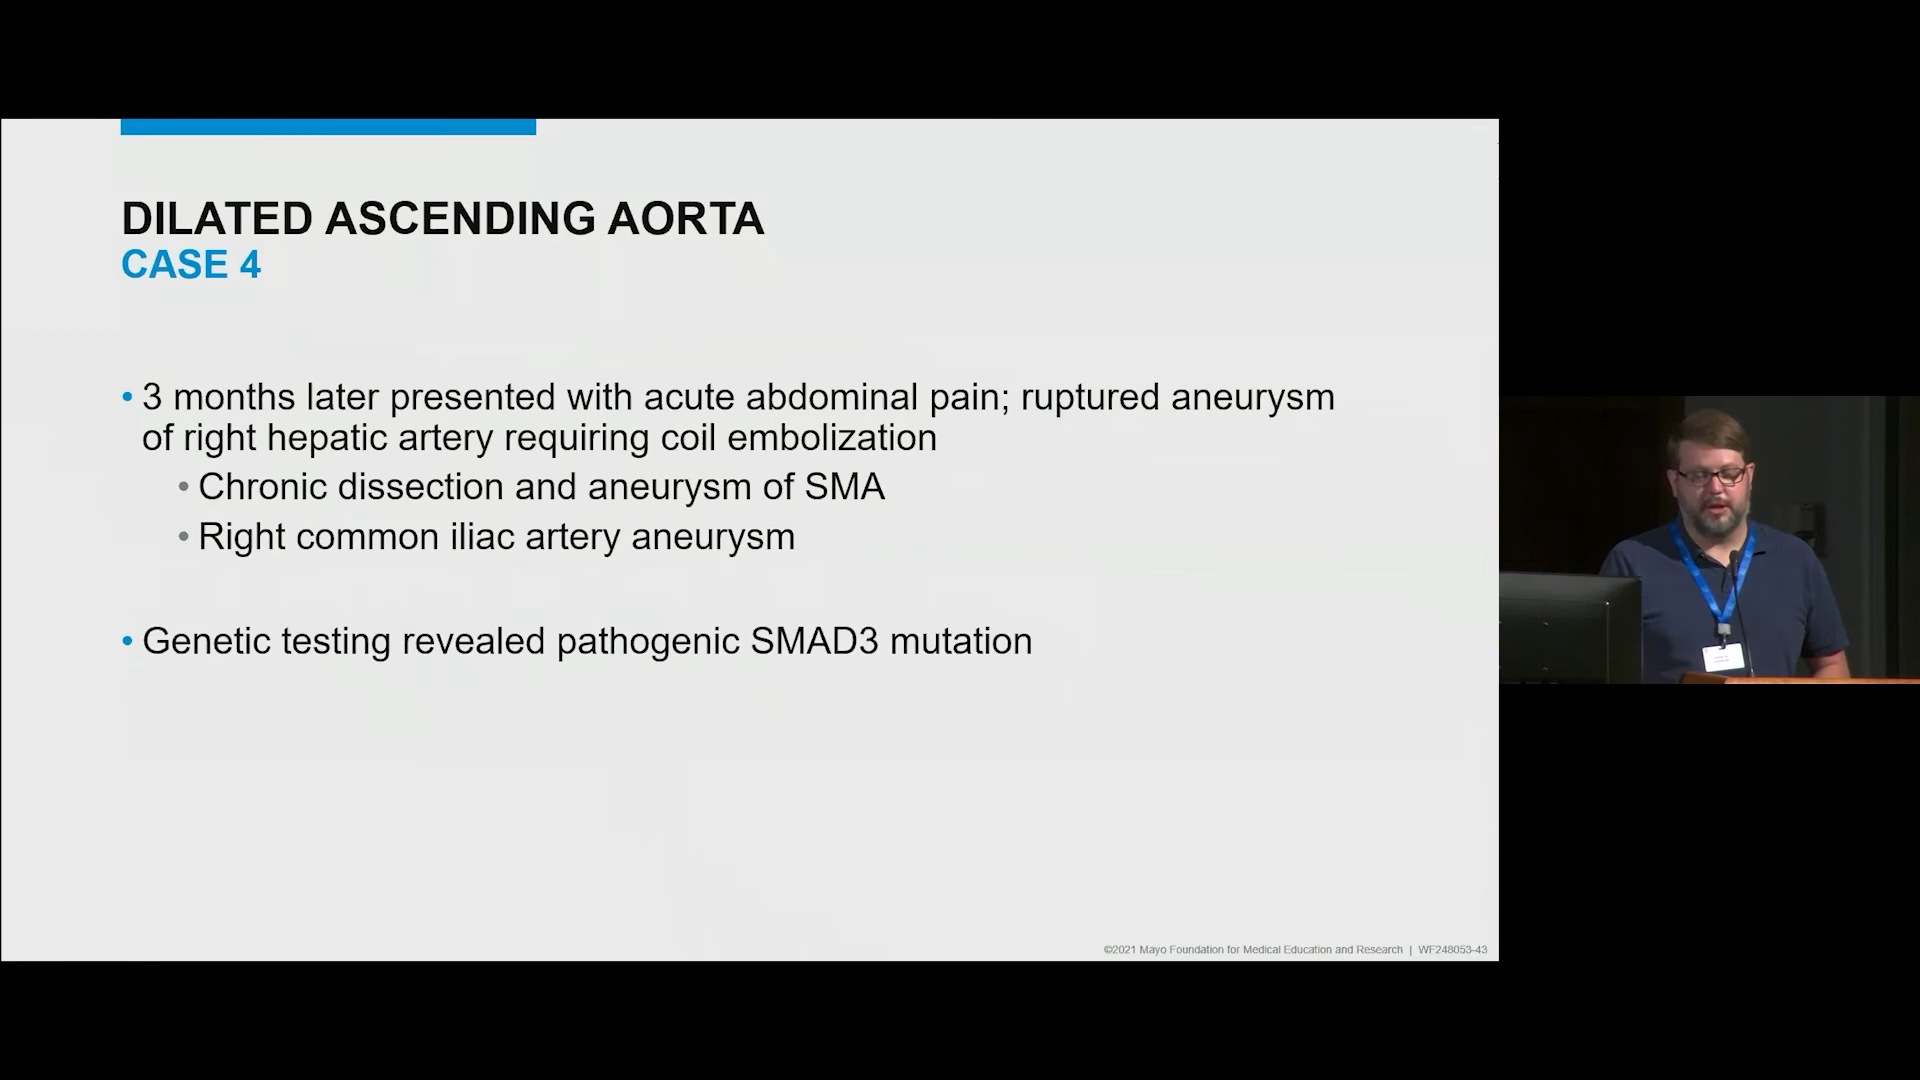 DILATED ASCENDING AORTA
CASE 4
• 3 months later presented with acute abdominal pain; ruptured aneurysm
of right hepatic artery requiring coil embolization
• Chronic dissection and aneurysm of SMA
• Right common iliac artery aneurysm
• Genetic testing revealed pathogenic SMAD3 mutation
©2021 Mayo Foundation for Medical Education and Research | WF248053-43